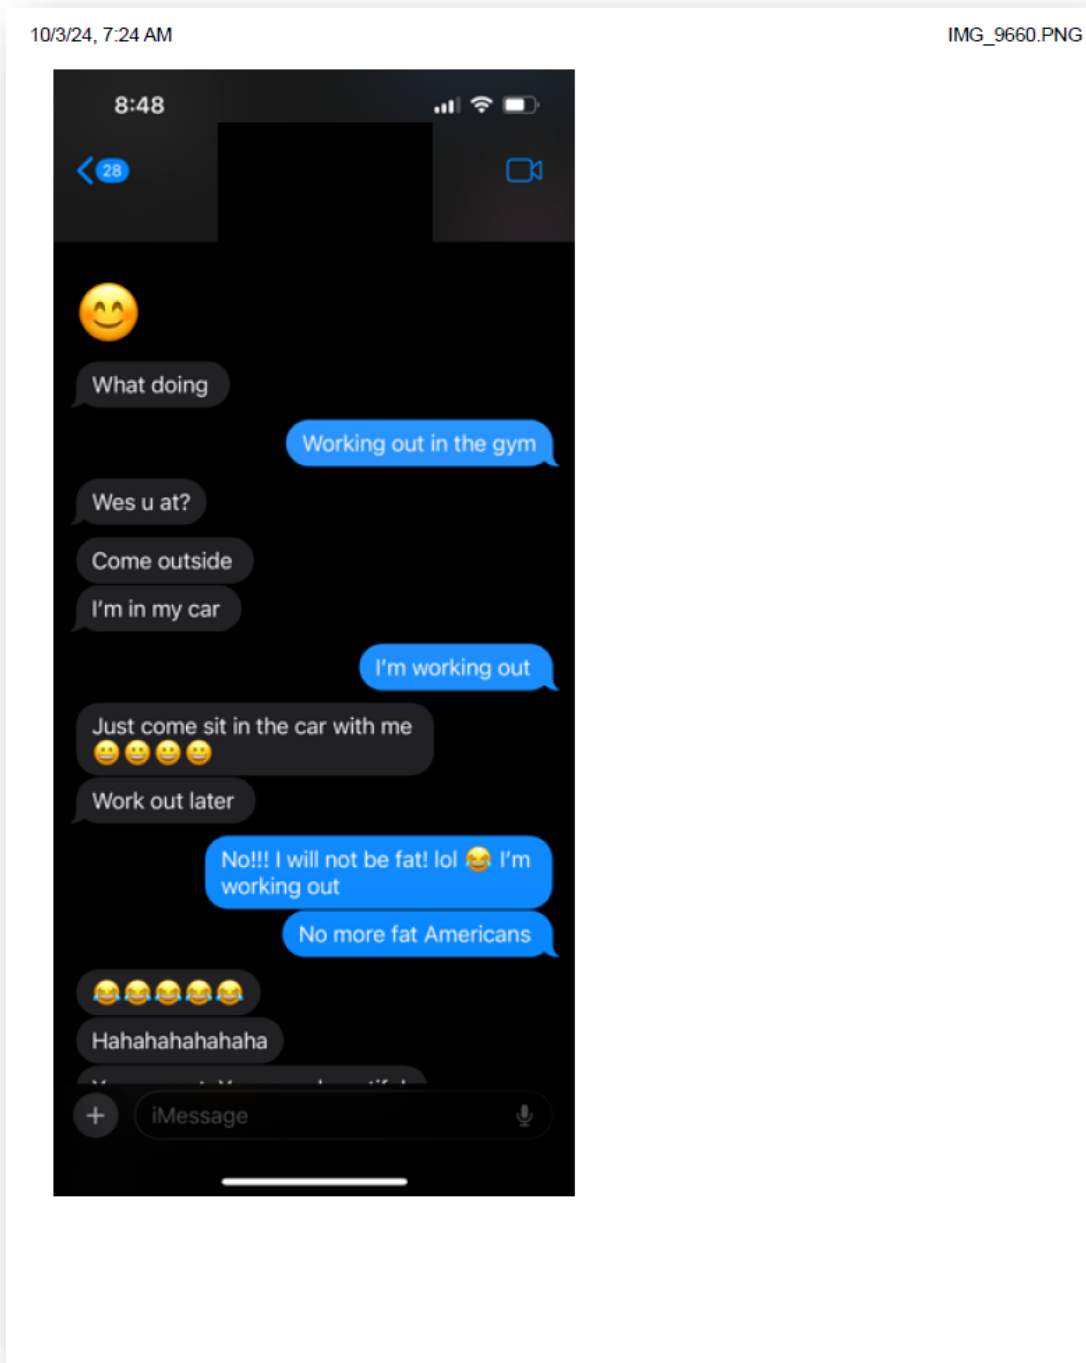 10/3/24, 7:24 AM IMG_9660.PNG
8:48
28
😊
What doing
Working out in the gym
Wes u at?
Come outside
I'm in my car
I'm working out
Just come sit in the car with me
😀😀😀😀
Work out later
No!!! I will not be fat! lol 😂 I'm
working out
No more fat Americans
😂😂😂😂😂
Hahahahahahaha
iMessage